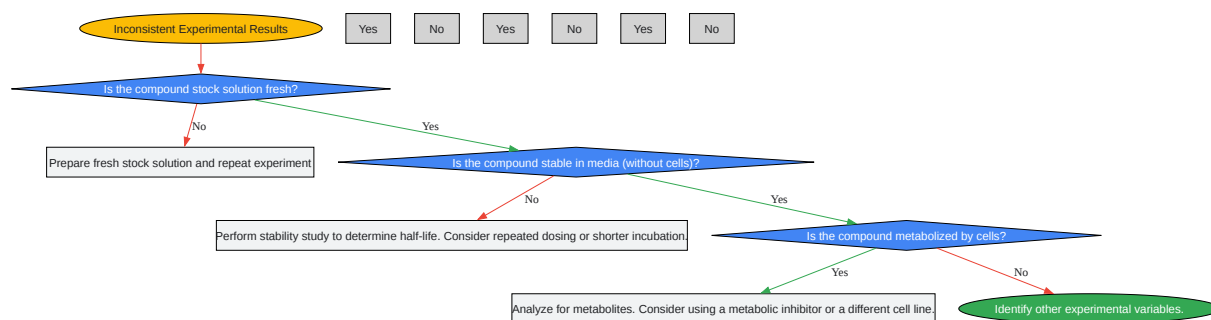 Inconsistent Experimental Results
Yes
No
Yes
No
Yes
No
Is the compound stock solution fresh?
No
Yes
Prepare fresh stock solution and repeat experiment
Is the compound stable in media (without cells)?
No
Yes
Perform stability study to determine half-life. Consider repeated dosing or shorter incubation.
Is the compound metabolized by cells?
Yes
No
Analyze for metabolites. Consider using a metabolic inhibitor or a different cell line.
Identify other experimental variables.